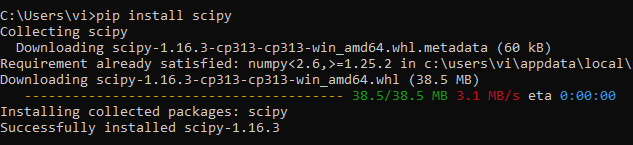 C:\Users\vi>pip install scipy
Collecting scipy
  Downloading scipy-1.16.3-cp313-cp313-win_amd64.whl.metadata (60 kB)
Requirement already satisfied: numpy<2.6,>=1.25.2 in c:\users\vi\appdata\local\
Downloading scipy-1.16.3-cp313-cp313-win_amd64.whl (38.5 MB)
   ---------------------------------------- 38.5/38.5 MB 3.1 MB/s eta 0:00:00
Installing collected packages: scipy
Successfully installed scipy-1.16.3